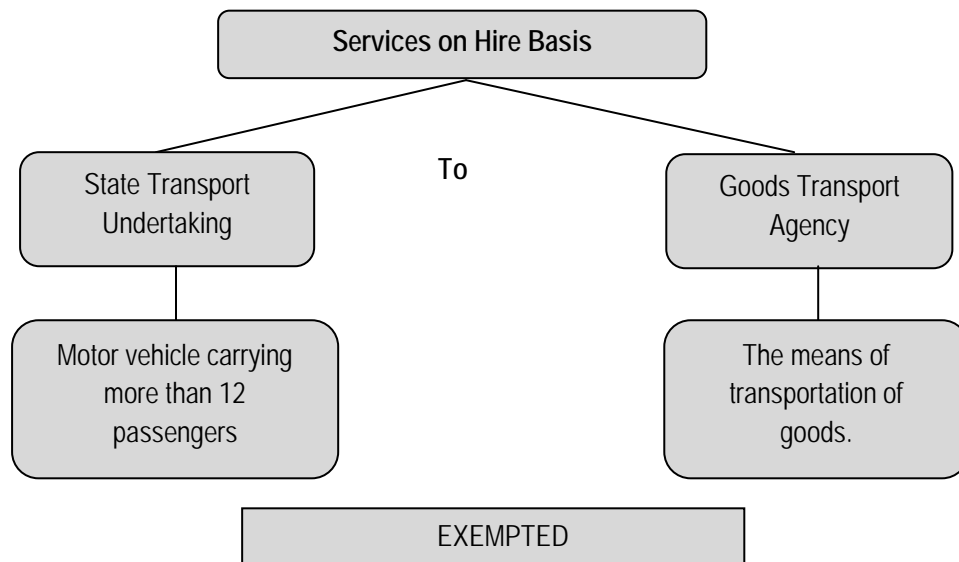 Services on Hire Basis
To
State Transport
Undertaking
Goods Transport
Agency
Motor vehicle carrying
more than 12
passengers
The means of
transportation of
goods.
EXEMPTED